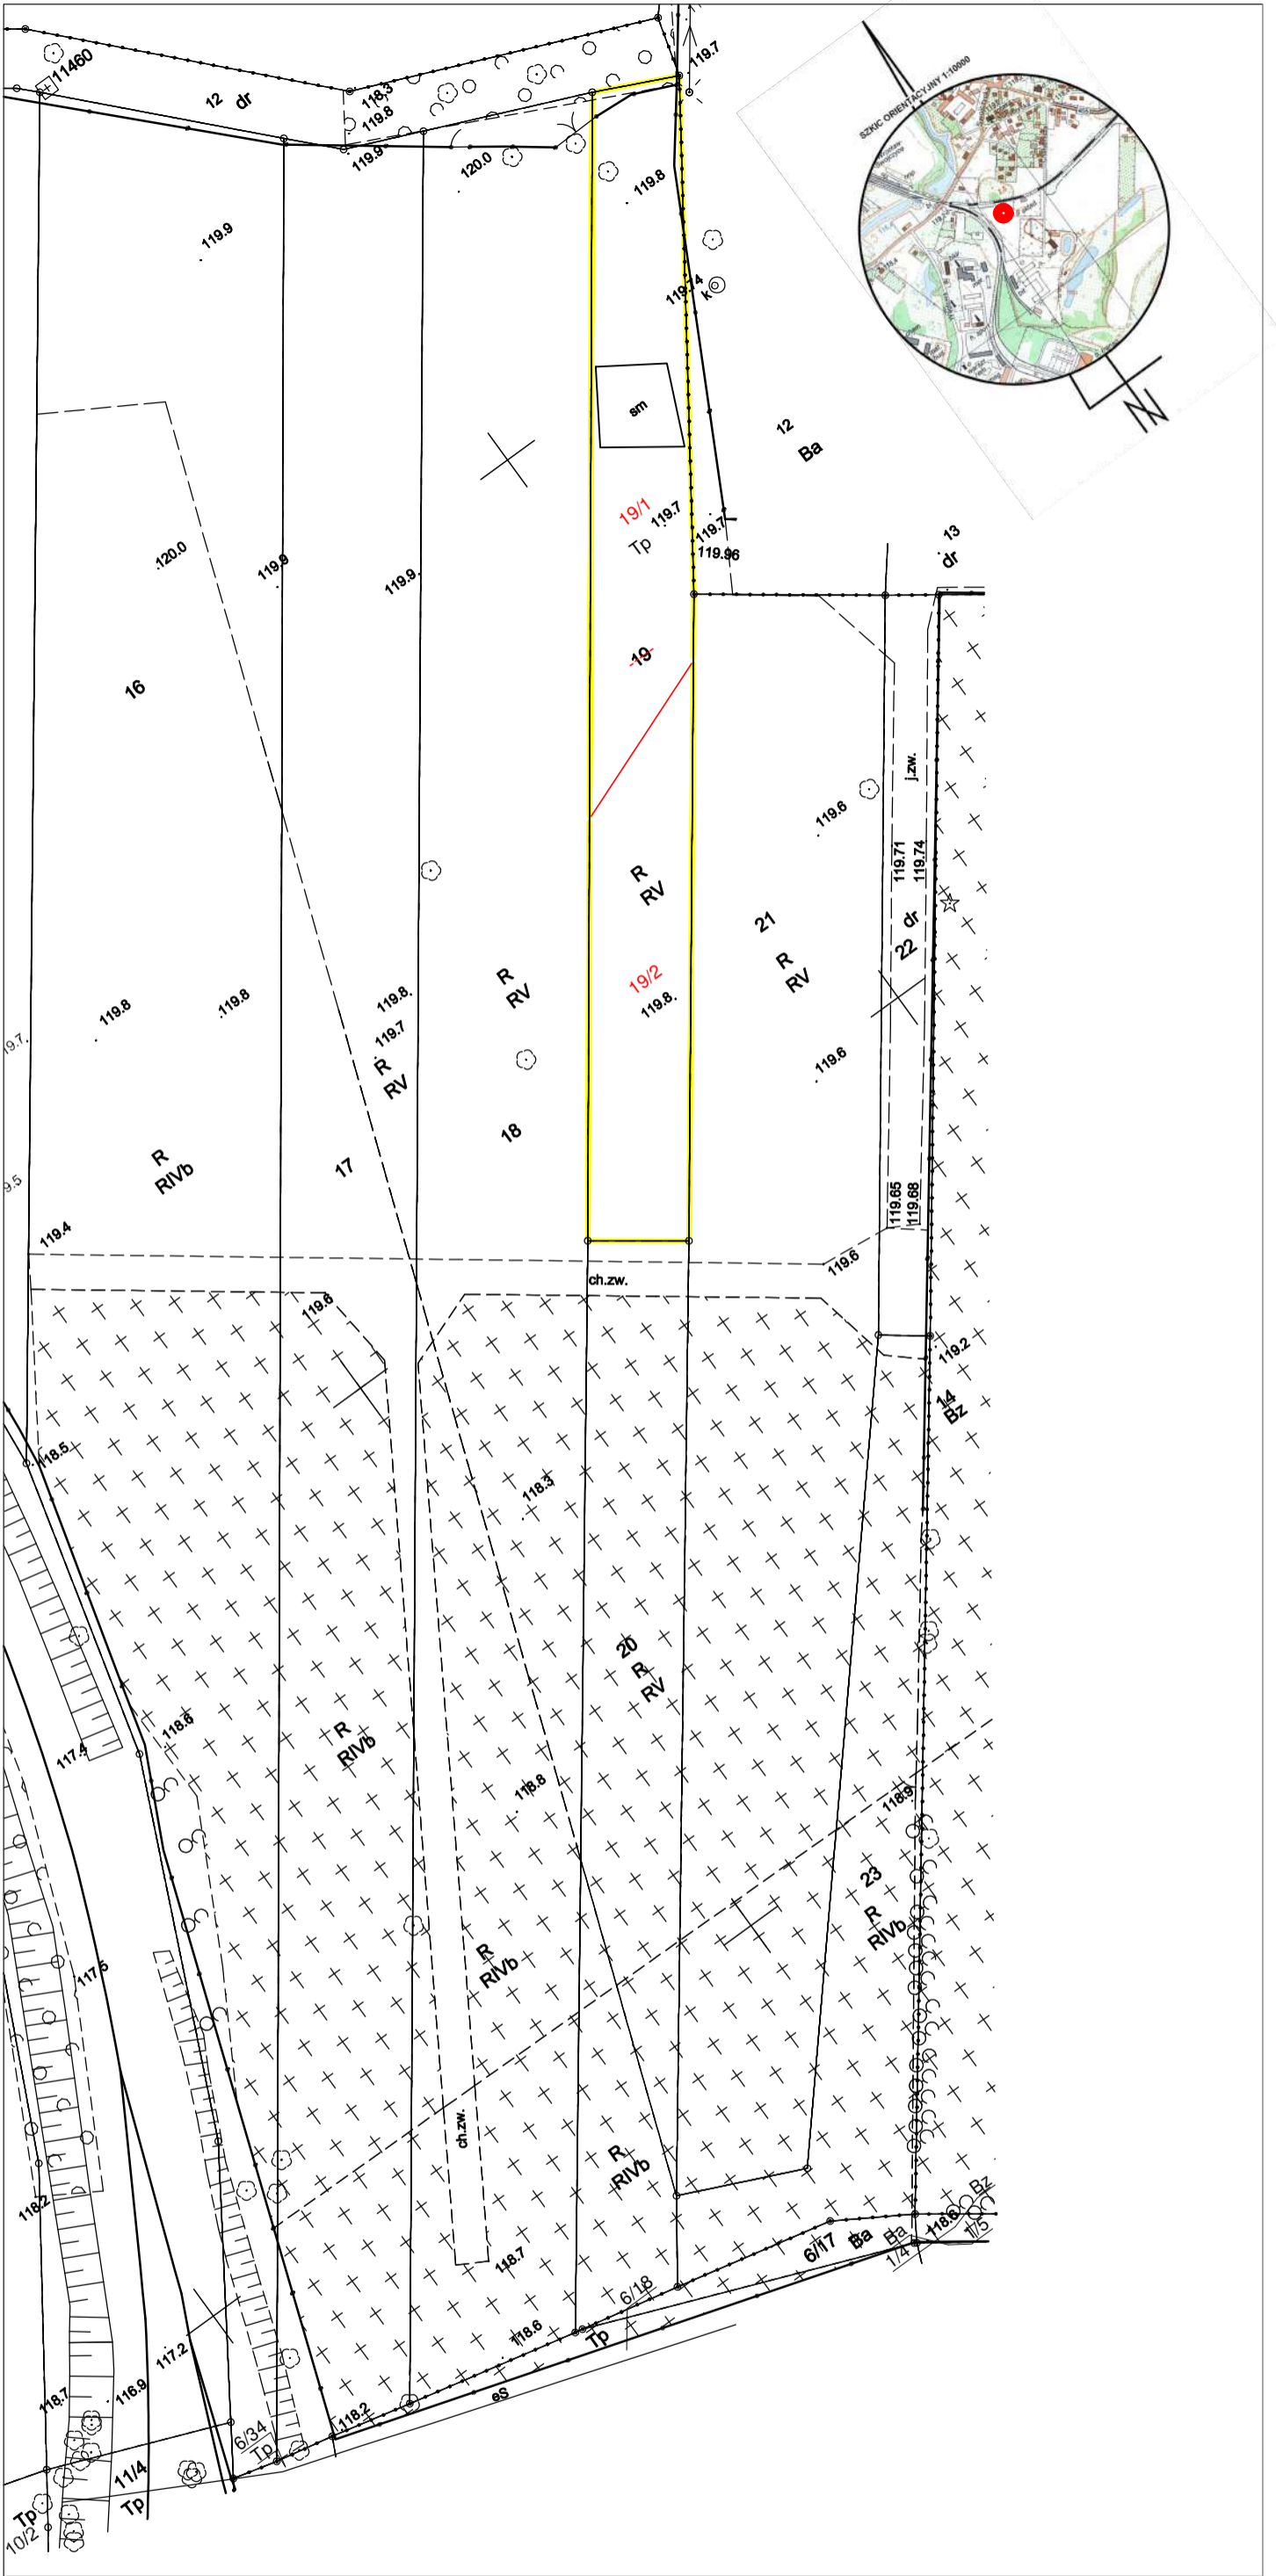 11460
12 dr
118,3
119.8
119.9
120.0
119.7
SZKIC ORIENTACYJNY 1:10000
N
119.9
119.8
119.74
k
sm
12
Ba
19/1
119.7
Tp
119.7
119.96
13
dr
120.0
119.9
119.9
16
19
j.zw.
119.6
119.71
119.74
R
RV
21
dr
22
R
RV
R
RV
19/2
119.8
119.8
119.8
119.8
119.7
R
RV
119.6
18
17
R
RIVb
119.65
119.68
119.4
119.6
ch.zw.
119.6
119.2
14
Bz
118.5
118.3
20
R
RV
118.6
R
RIVb
117.4
118.8
118.9
23
R
RIVb
R
RIVb
117.5
ch.zw.
R
RIVb
118.2
118.7
6/18
6/17 Ba
Ba
1/4
118.6
Bz
1/5
118.6
Tp
eS
117.2
118.7
116.9
118.2
6/34
Tp
11/4
Tp
Tp
10/2